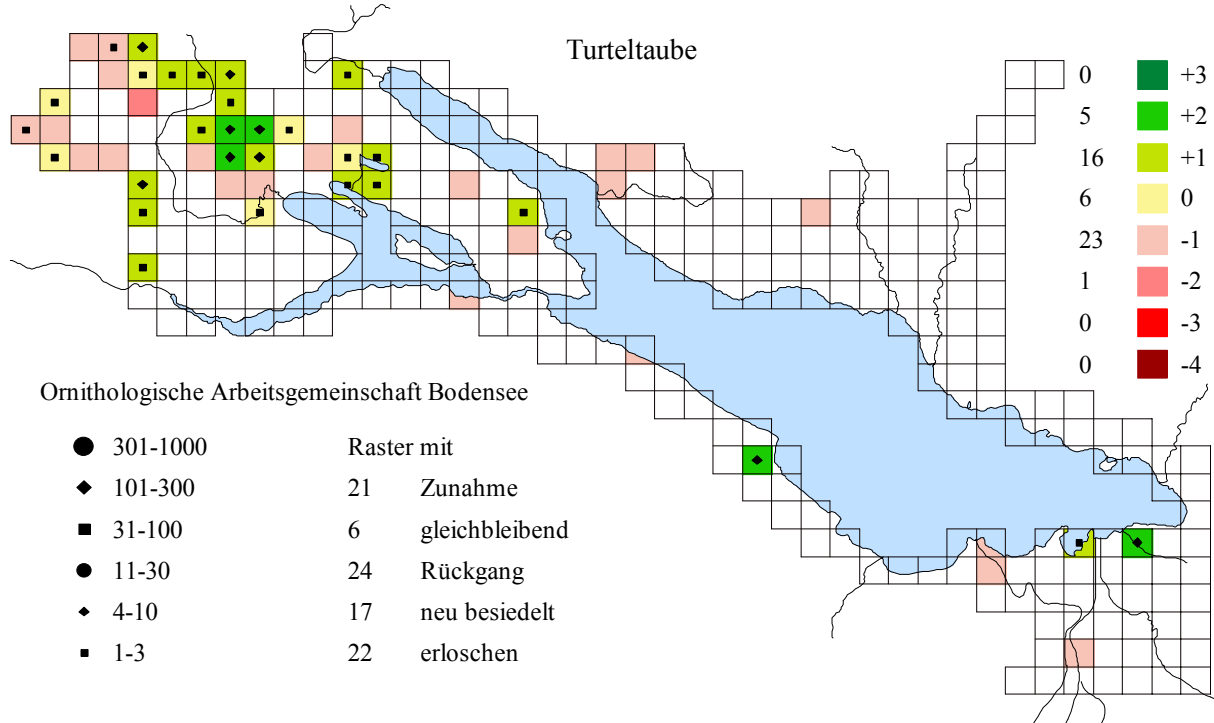 Turteltaube
0 +3
5 +2
16 +1
6 0
23 -1
1 -2
0 -3
0 -4
Ornithologische Arbeitsgemeinschaft Bodensee
301-1000 Raster mit
101-300 21 Zunahme
31-100 6 gleichbleibend
11-30 24 Rückgang
4-10 17 neu besiedelt
1-3 22 erloschen